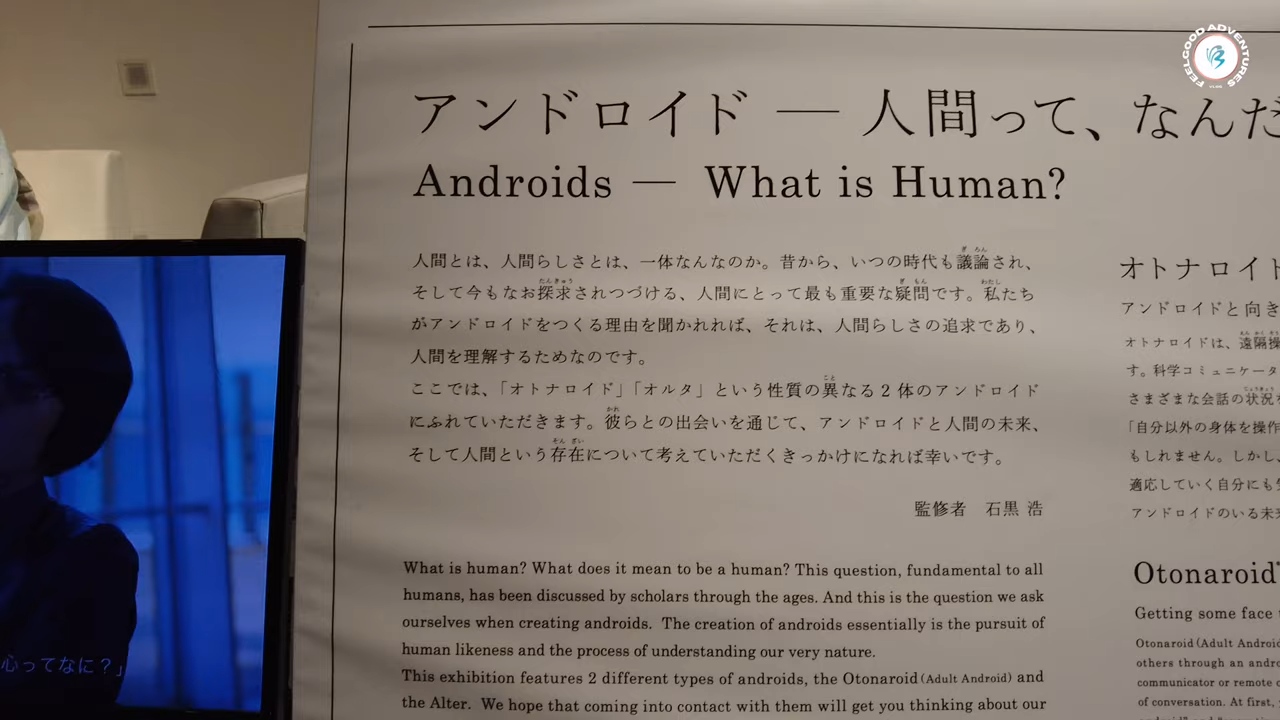 FEEL GOOD ADVENTURES
アンドロイド ― 人間って、なんだ
Androids ― What is Human?
人間とは、人間らしさとは、一体なんなのか。昔から、いつの時代も議論され、
そして今もなお探求されつづける、人間にとって最も重要な疑問です。私たち
がアンドロイドをつくる理由を聞かれれば、それは、人間らしさの追求であり、
人間を理解するためなのです。
ここでは、「オトナロイド」「オルタ」という性質の異なる2体のアンドロイド
にふれていただきます。彼らとの出会いを通じて、アンドロイドと人間の未来、
そして人間という存在について考えていただくきっかけになれば幸いです。
監修者 石黒 浩
What is human? What does it mean to be a human? This question, fundamental to all
humans, has been discussed by scholars through the ages. And this is the question we ask
ourselves when creating androids. The creation of androids essentially is the pursuit of
human likeness and the process of understanding our very nature.
This exhibition features 2 different types of androids, the Otonaroid (Adult Android) and
the Alter. We hope that coming into contact with them will get you thinking about our
オトナロイド
アンドロイドと向き
オトナロイドは、遠隔操
す。科学コミュニケータ
さまざまな会話の状況を
「自分以外の身体を操作
もしれません。しかし、
適応していく自分にも
アンドロイドのいる未
Otonaroid
Getting some face
Otonaroid (Adult Android
others through an andro
communicator or remote
of conversation. At first,
心ってなに？」